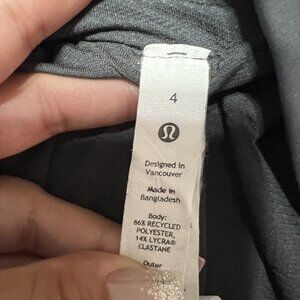 4
Designed in
Vancouver
Made in
Bangladesh
Body:
86% RECYCLED
POLYESTER,
14% LYCRA®
ELASTANE
Outer